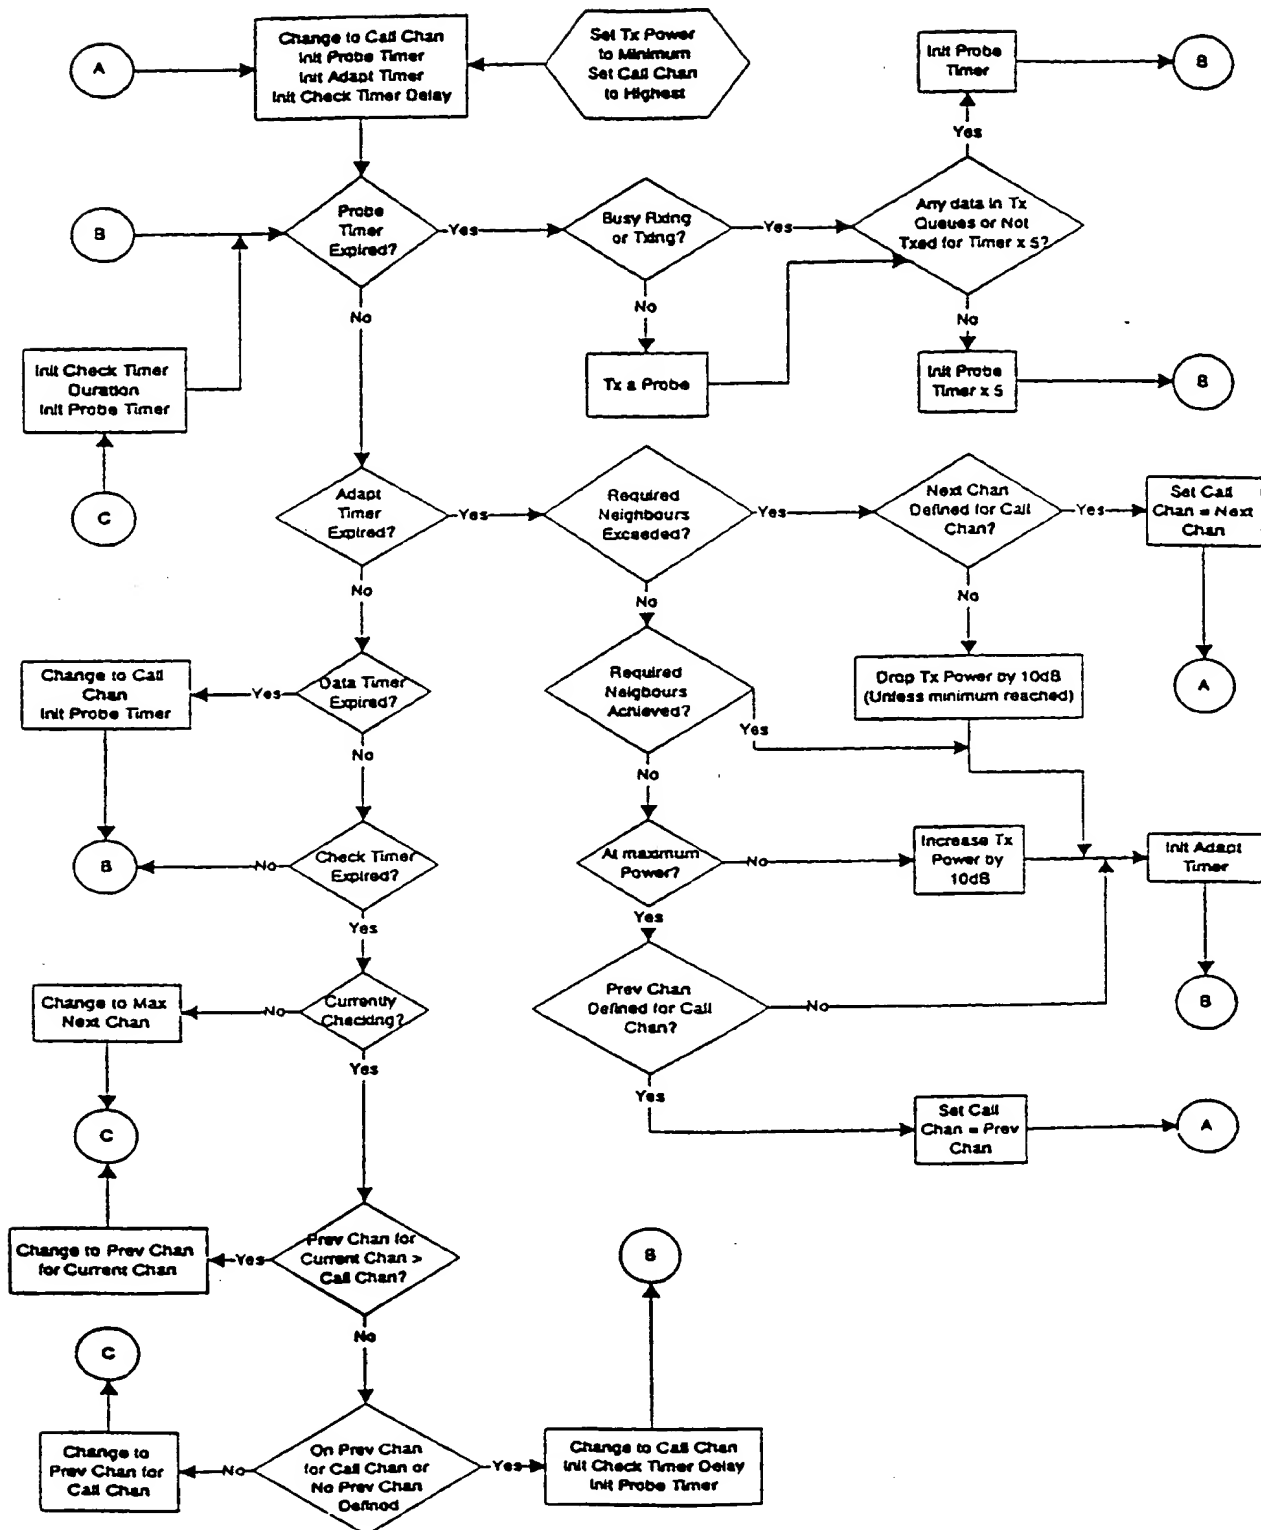 A
Change to Call Chan
Init Probe Timer
Init Adapt Timer
Init Check Timer Delay
Set Tx Power
to Minimum
Set Call Chan
to Highest
Init Probe
Timer
B
Yes
B
Probe
Timer
Expired?
Yes
Busy Rxing
or Txing?
Yes
Any data in Tx
Queues or Not
Txed for Timer x 5?
No
No
No
Init Check Timer
Duration
Init Probe Timer
Tx a Probe
Init Probe
Timer x 5
B
C
Adapt
Timer
Expired?
Yes
Required
Neighbours
Exceeded?
Yes
Next Chan
Defined for Call
Chan?
Yes
Set Call
Chan = Next
Chan
No
No
No
Change to Call
Chan
Init Probe Timer
Yes
Data Timer
Expired?
Required
Neigbours
Achieved?
Yes
Drop Tx Power by 10dB
(Unless minimum reached)
A
No
No
B
No
Check Timer
Expired?
At maximum
Power?
No
Increase Tx
Power by
10dB
Init Adapt
Timer
Yes
Yes
Change to Max
Next Chan
No
Currently
Checking?
Prev Chan
Defined for Call
Chan?
No
B
Yes
Yes
C
Set Call
Chan = Prev
Chan
A
Change to Prev Chan
for Current Chan
Yes
Prev Chan for
Current Chan >
Call Chan?
B
No
C
Change to
Prev Chan for
Call Chan
No
On Prev Chan
for Call Chan or
No Prev Chan
Defined
Yes
Change to Call Chan
Init Check Timer Delay
Init Probe Timer